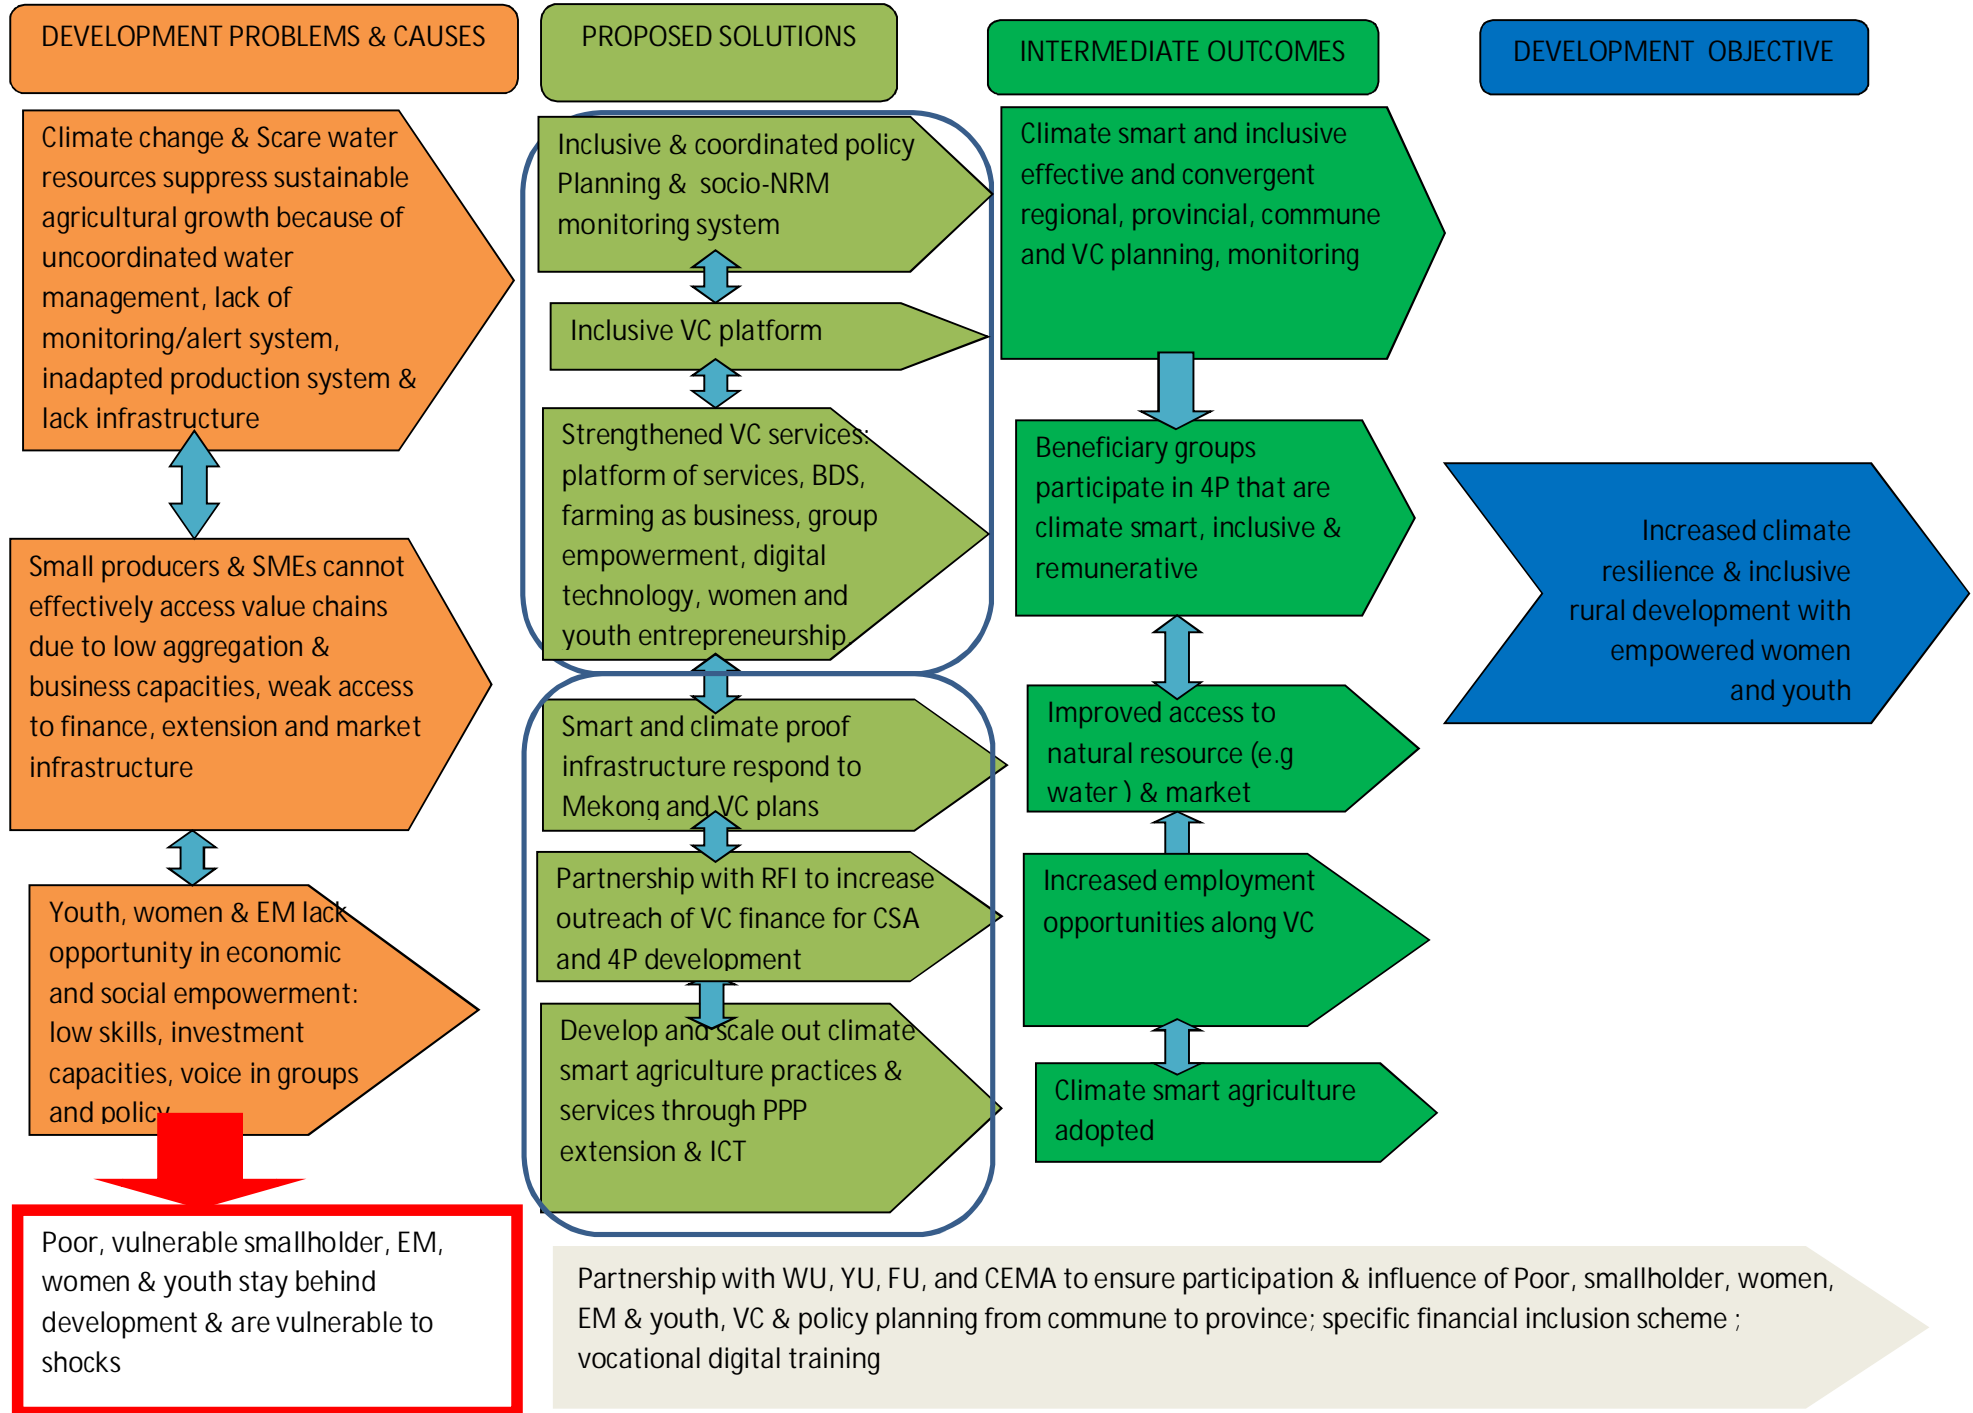 DEVELOPMENT PROBLEMS & CAUSES
PROPOSED SOLUTIONS
INTERMEDIATE OUTCOMES
DEVELOPMENT OBJECTIVE
Climate change & Scare water
resources suppress sustainable
agricultural growth because of
uncoordinated water
management, lack of
monitoring/alert system,
inadapted production system &
lack infrastructure
Small producers & SMEs cannot
effectively access value chains
due to low aggregation &
business capacities, weak access
to finance, extension and market
infrastructure
Youth, women & EM lack
opportunity in economic
and social empowerment:
low skills, investment
capacities, voice in groups
and policy
Poor, vulnerable smallholder, EM,
women & youth stay behind
development & are vulnerable to
shocks
Inclusive & coordinated policy
Planning & socio-NRM
monitoring system
Inclusive VC platform
Strengthened VC services:
platform of services, BDS,
farming as business, group
empowerment, digital
technology, women and
youth entrepreneurship
Smart and climate proof
infrastructure respond to
Mekong and VC plans
Partnership with RFI to increase
outreach of VC finance for CSA
and 4P development
Develop and scale out climate
smart agriculture practices &
services through PPP
extension & ICT
Climate smart and inclusive
effective and convergent
regional, provincial, commune
and VC planning, monitoring
Beneficiary groups
participate in 4P that are
climate smart, inclusive &
remunerative
Improved access to
natural resource (e.g
water ) & market
Increased employment
opportunities along VC
Climate smart agriculture
adopted
Increased climate
resilience & inclusive
rural development with
empowered women
and youth
Partnership with WU, YU, FU, and CEMA to ensure participation & influence of Poor, smallholder, women,
EM & youth, VC & policy planning from commune to province; specific financial inclusion scheme ;
vocational digital training